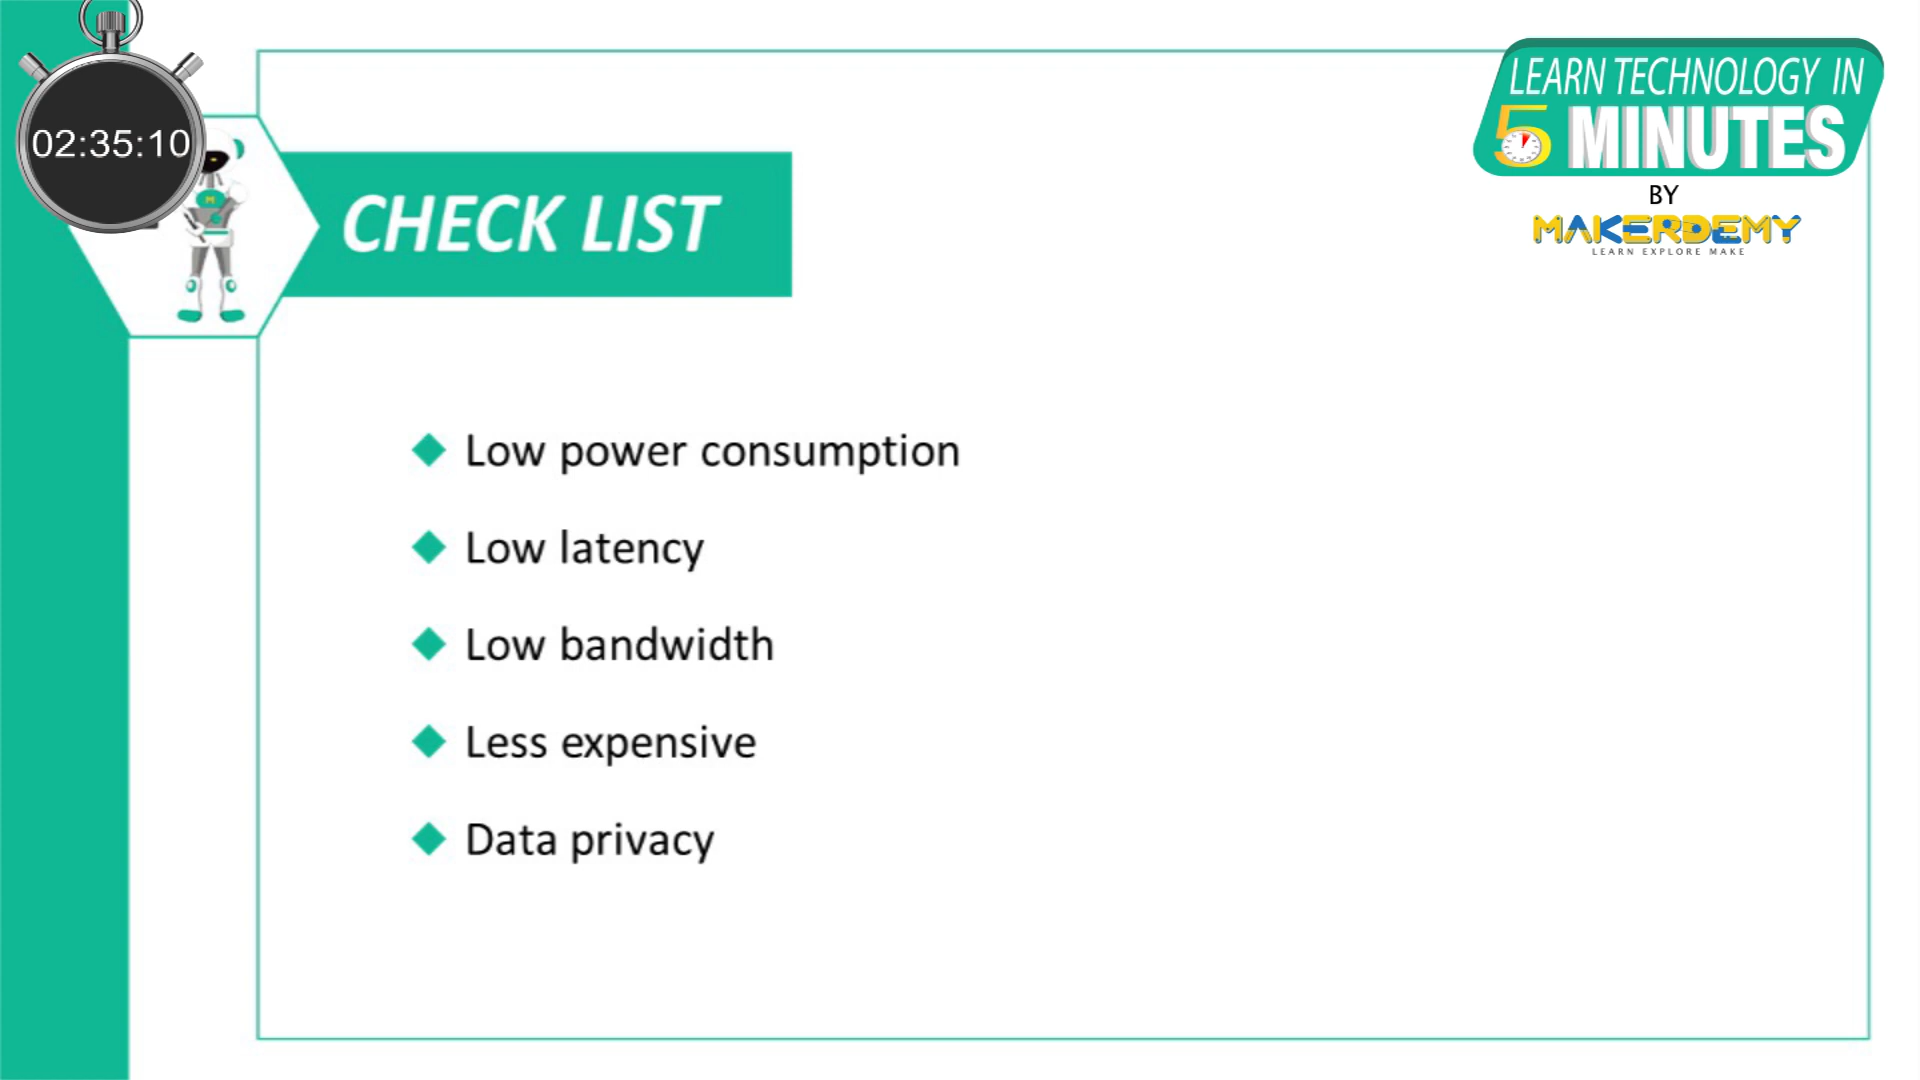 02:35:10
LEARN TECHNOLOGY IN
5 MINUTES
BY
MAKERDEMY
LEARN EXPLORE MAKE
CHECK LIST
M
Low power consumption
Low latency
Low bandwidth
Less expensive
Data privacy